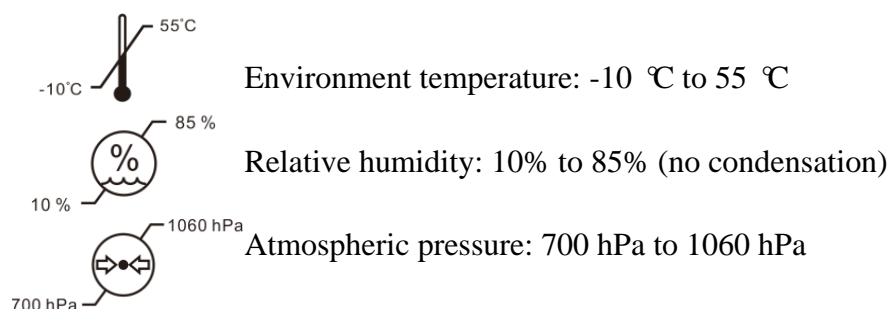 55℃
-10℃
Environment temperature: -10 ℃ to 55 ℃
85 %
%
10 %
Relative humidity: 10% to 85% (no condensation)
1060 hPa
700 hPa
Atmospheric pressure: 700 hPa to 1060 hPa